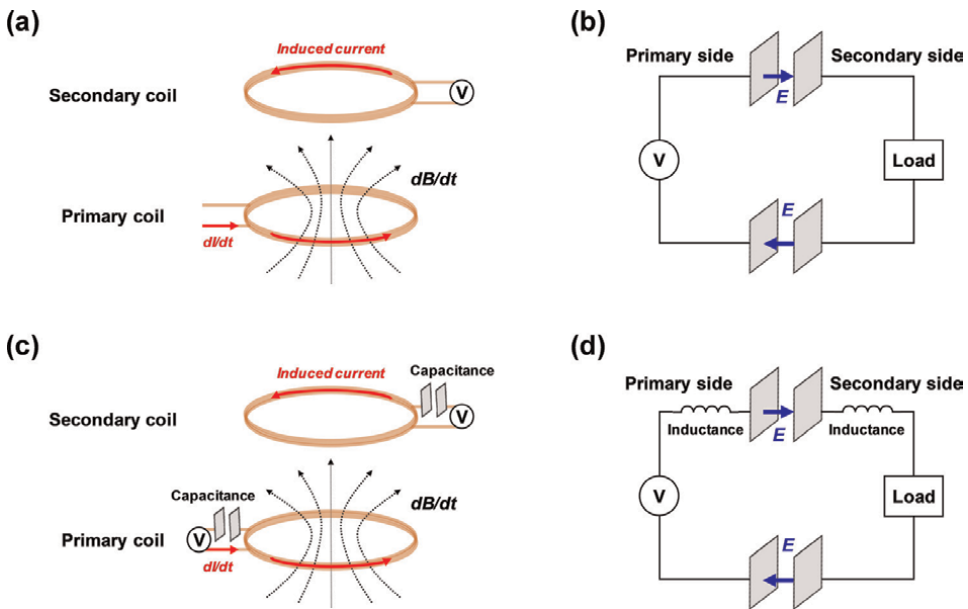 (a)
Induced current
Secondary coil
V
dB/dt
Primary coil
dI/dt
(b)
Primary side
Secondary side
E
V
Load
E
(c)
Induced current
Capacitance
Secondary coil
V
Capacitance
dB/dt
Primary coil
V
dI/dt
(d)
Primary side
Secondary side
Inductance
E
Inductance
V
Load
E